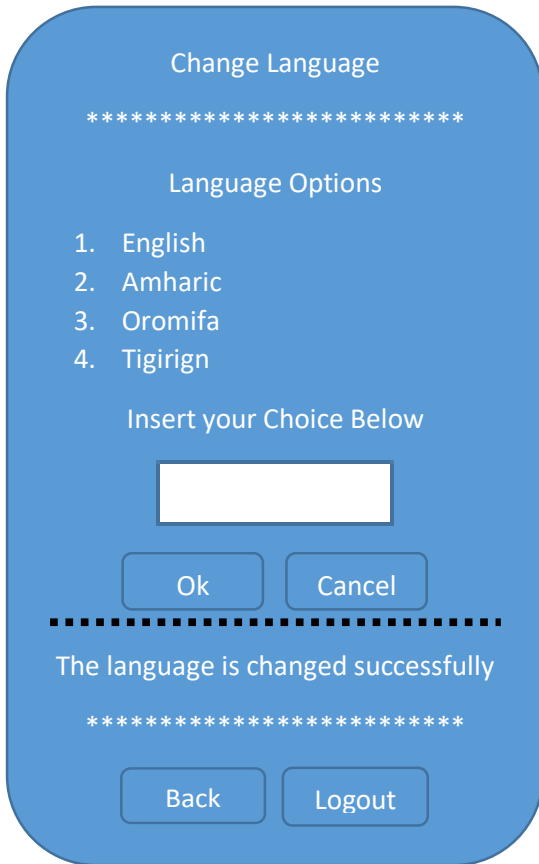 Change Language
**************************
Language Options
1. English
2. Amharic
3. Oromifa
4. Tigirign
Insert your Choice Below
Ok Cancel
The language is changed successfully
**************************
Back Logout